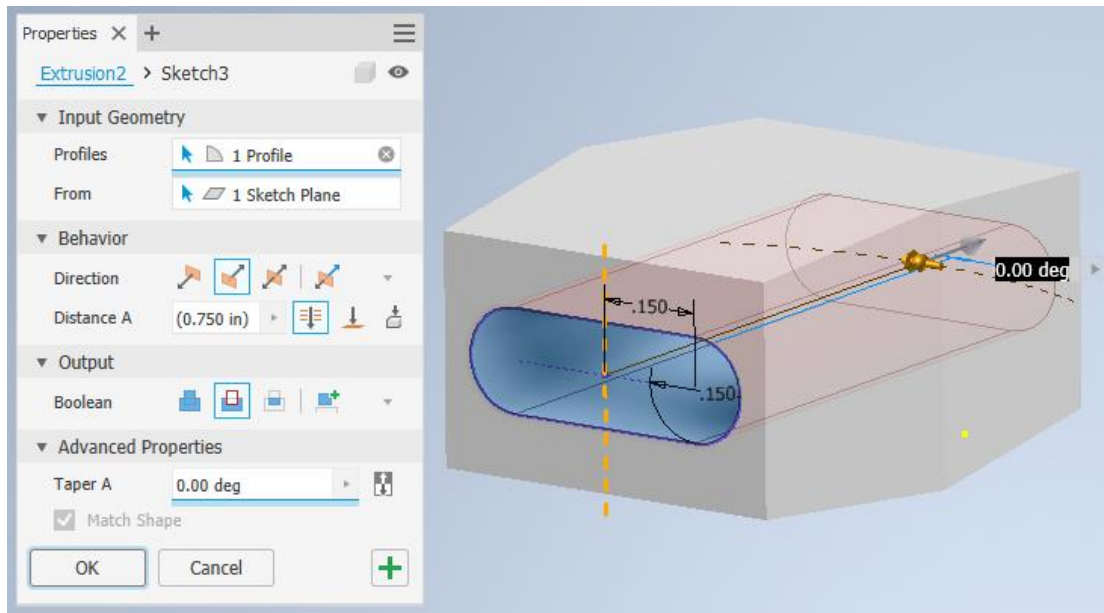 Properties × +
Extrusion2 > Sketch3
Input Geometry
Profiles 1 Profile
From 1 Sketch Plane
Behavior
Direction
Distance A (0.750 in)
Output
Boolean
Advanced Properties
Taper A 0.00 deg
Match Shape
OK Cancel
.150
.150
0.00 deg